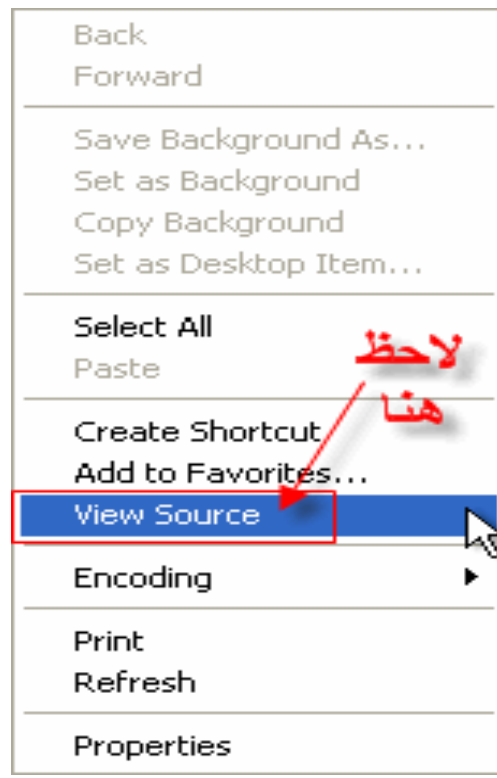 Back
Forward
Save Background As...
Set as Background
Copy Background
Set as Desktop Item...
Select All
لاحظ
Paste
هنا
Create Shortcut
Add to Favorites...
View Source
Encoding
Print
Refresh
Properties